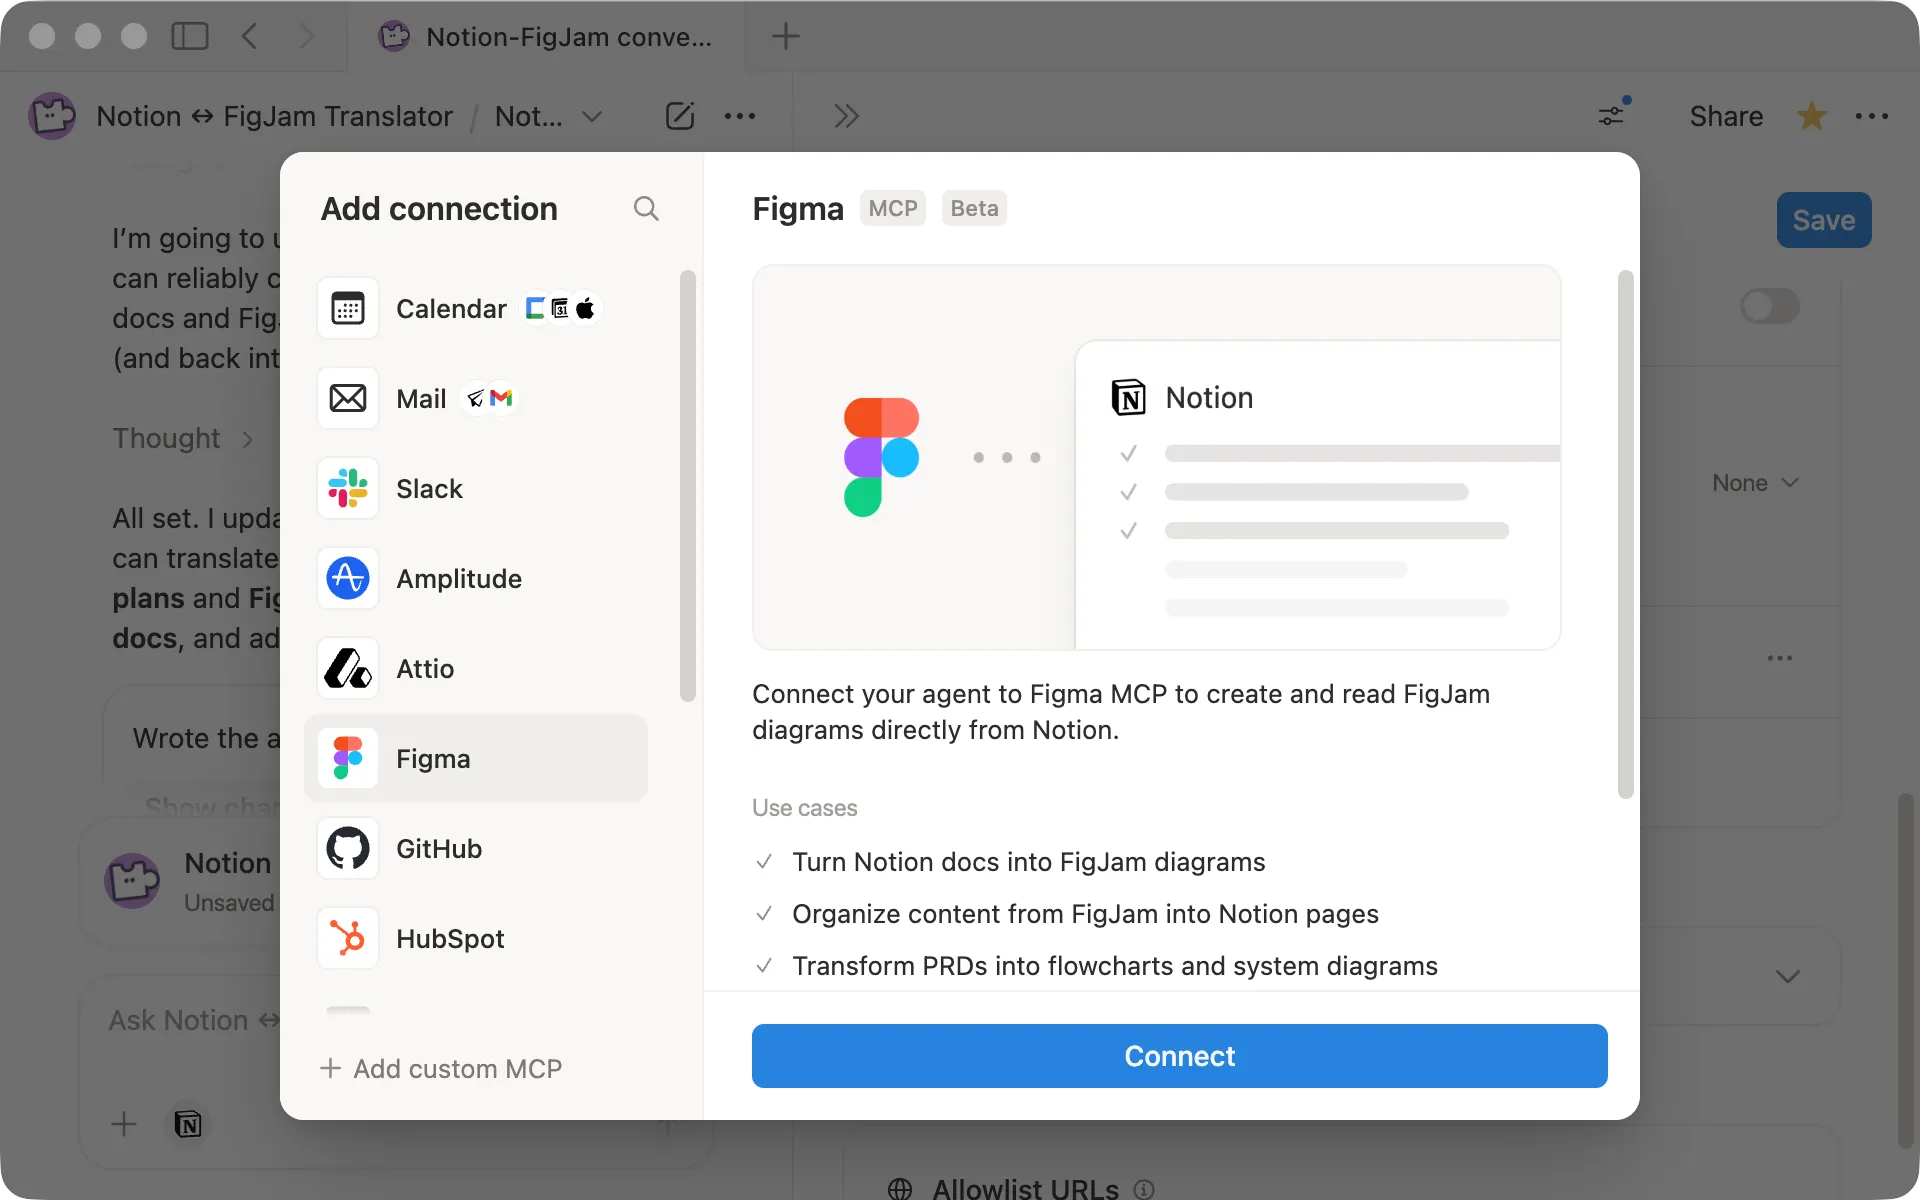 Notion-FigJam conve...
Notion ↔ FigJam Translator / Not...
Share
Save
I'm going to u
can reliably c
docs and Fig
(and back int
Thought
All set. I upda
can translate
plans and Fig
docs, and ad
Wrote the a
Show char
Notion
Unsaved
Ask Notion ↔
None
Allowlist URLs
Add connection
Calendar
31
Mail
Slack
Amplitude
Attio
Figma
GitHub
HubSpot
+ Add custom MCP
Figma MCP Beta
Notion
Connect your agent to Figma MCP to create and read FigJam
diagrams directly from Notion.
Use cases
Turn Notion docs into FigJam diagrams
Organize content from FigJam into Notion pages
Transform PRDs into flowcharts and system diagrams
Connect